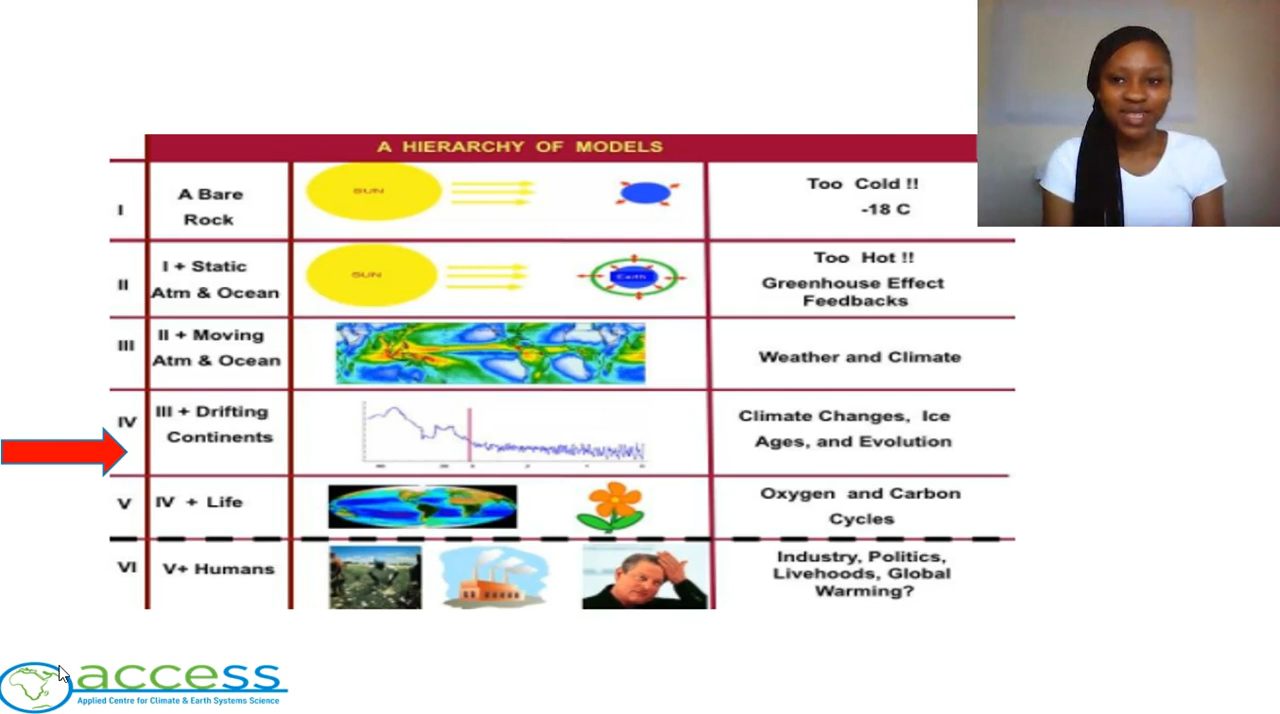 A HIERARCHY OF MODELS
I
A Bare
Rock
SUN
Too Cold !!
-18 C
II
I + Static
Atm & Ocean
SUN
Earth
Too Hot !!
Greenhouse Effect
Feedbacks
III
II + Moving
Atm & Ocean
Weather and Climate
IV
III + Drifting
Continents
Climate Changes, Ice
Ages, and Evolution
V
IV + Life
Oxygen and Carbon
Cycles
VI
V+ Humans
Industry, Politics,
Livehoods, Global
Warming?
access
Applied Centre for Climate & Earth Systems Science